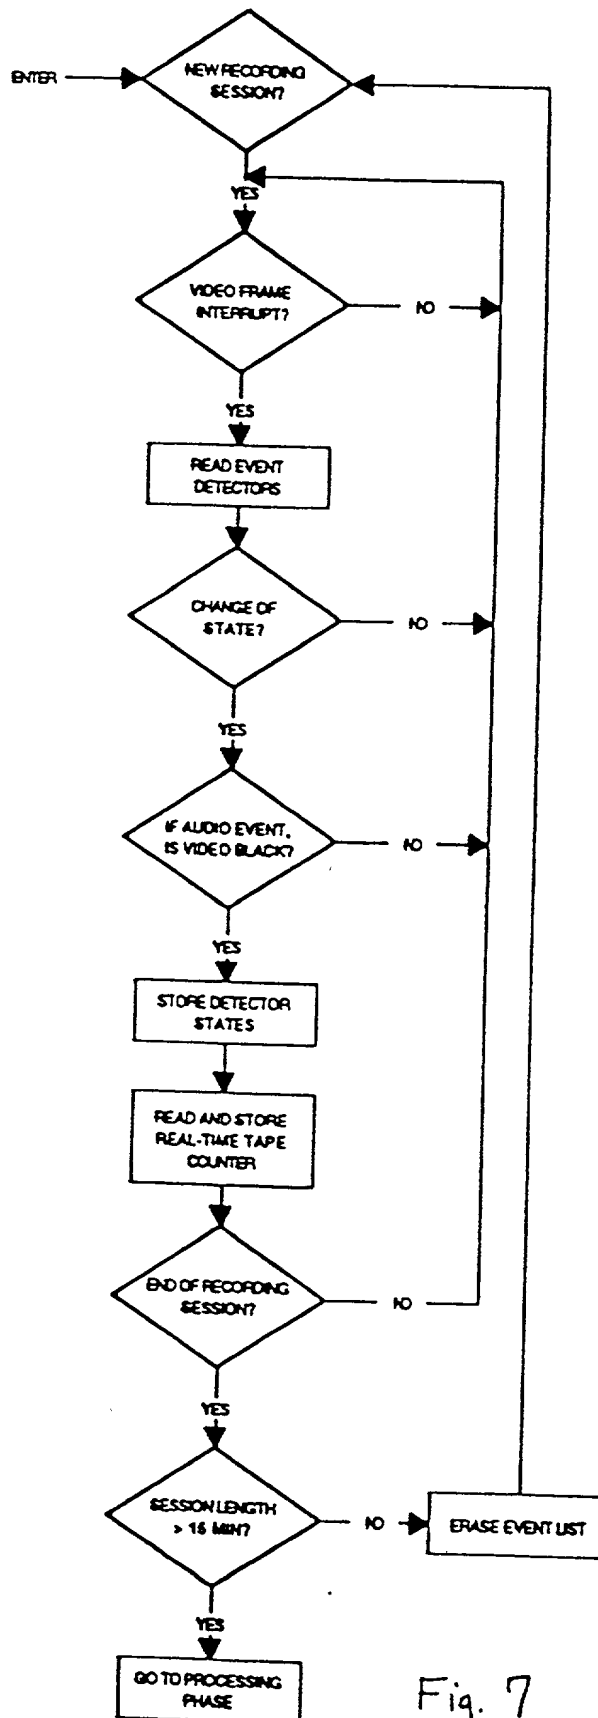 NEW RECORDING
SESSION?
ENTER
YES
VIDEO FRAME
INTERRUPT?
NO
YES
READ EVENT
DETECTORS
CHANGE OF
STATE?
NO
YES
IF AUDIO EVENT,
IS VIDEO BLACK?
NO
YES
STORE DETECTOR
STATES
READ AND STORE
REAL-TIME TAPE
COUNTER
END OF RECORDING
SESSION?
NO
YES
SESSION LENGTH
> 15 MIN?
NO
ERASE EVENT LIST
YES
GO TO PROCESSING
PHASE
Fig. 7